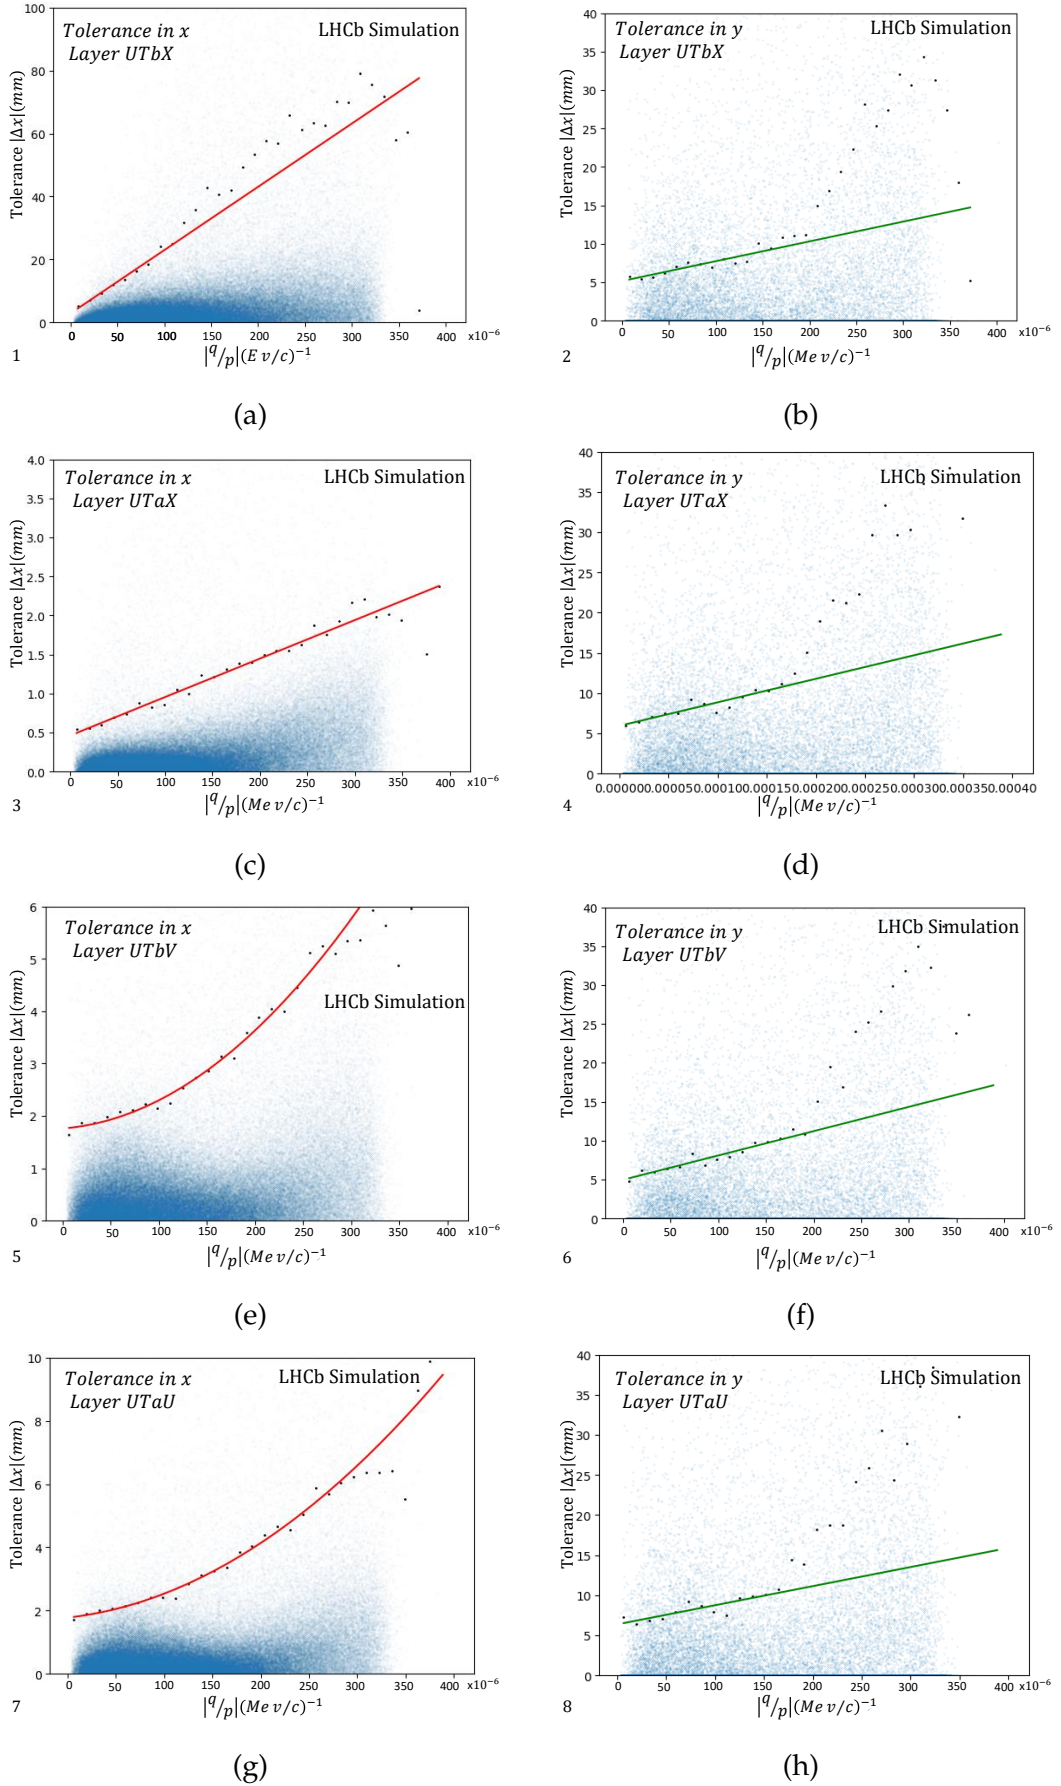 Tolerance in x
Layer UTbX
LHCb Simulation
Tolerance |Δx|(mm)
100
80
60
40
20
0
0 50 50 100 150 200 250 300 350 400 x10⁻⁶
|q/p|(E v/c)⁻¹
1
(a)
Tolerance in y
Layer UTbX
LHCb Simulation
Tolerance |Δx|(mm)
40
35
30
25
20
15
10
5
0
0 50 100 150 200 250 300 350 400 x10⁻⁶
|q/p|(Me v/c)⁻¹
2
(b)
Tolerance in x
Layer UTaX
LHCb Simulation
Tolerance |Δx|(mm)
4.0
3.5
3.0
2.5
2.0
1.5
1.0
0.5
0.0
0 50 100 150 200 250 300 350 400 x10⁻⁶
|q/p|(Me v/c)⁻¹
3
(c)
Tolerance in y
Layer UTaX
LHCb Simulation
Tolerance |Δx|(mm)
40
35
30
25
20
15
10
5
0
0.000000.000050.000100.000150.000200.000250.000300.000350.00040
|q/p|(Me v/c)⁻¹
4
(d)
Tolerance in x
Layer UTbV
LHCb Simulation
Tolerance |Δx|(mm)
6
5
4
3
2
1
0
0 50 100 150 200 250 300 350 400 x10⁻⁶
|q/p|(Me v/c)⁻¹
5
(e)
Tolerance in y
Layer UTbV
LHCb Simulation
Tolerance |Δx|(mm)
40
35
30
25
20
15
10
5
0
0 50 100 150 200 250 300 350 400 x10⁻⁶
|q/p|(Me v/c)⁻¹
6
(f)
Tolerance in x
Layer UTaU
LHCb Simulation
Tolerance |Δx|(mm)
10
8
6
4
2
0
0 50 100 150 200 250 300 350 400 x10⁻⁶
|q/p|(Me v/c)⁻¹
7
(g)
Tolerance in y
Layer UTaU
LHCb Simulation
Tolerance |Δx|(mm)
40
35
30
25
20
15
10
5
0
0 50 100 150 200 250 300 350 400 x10⁻⁶
|q/p|(Me v/c)⁻¹
8
(h)